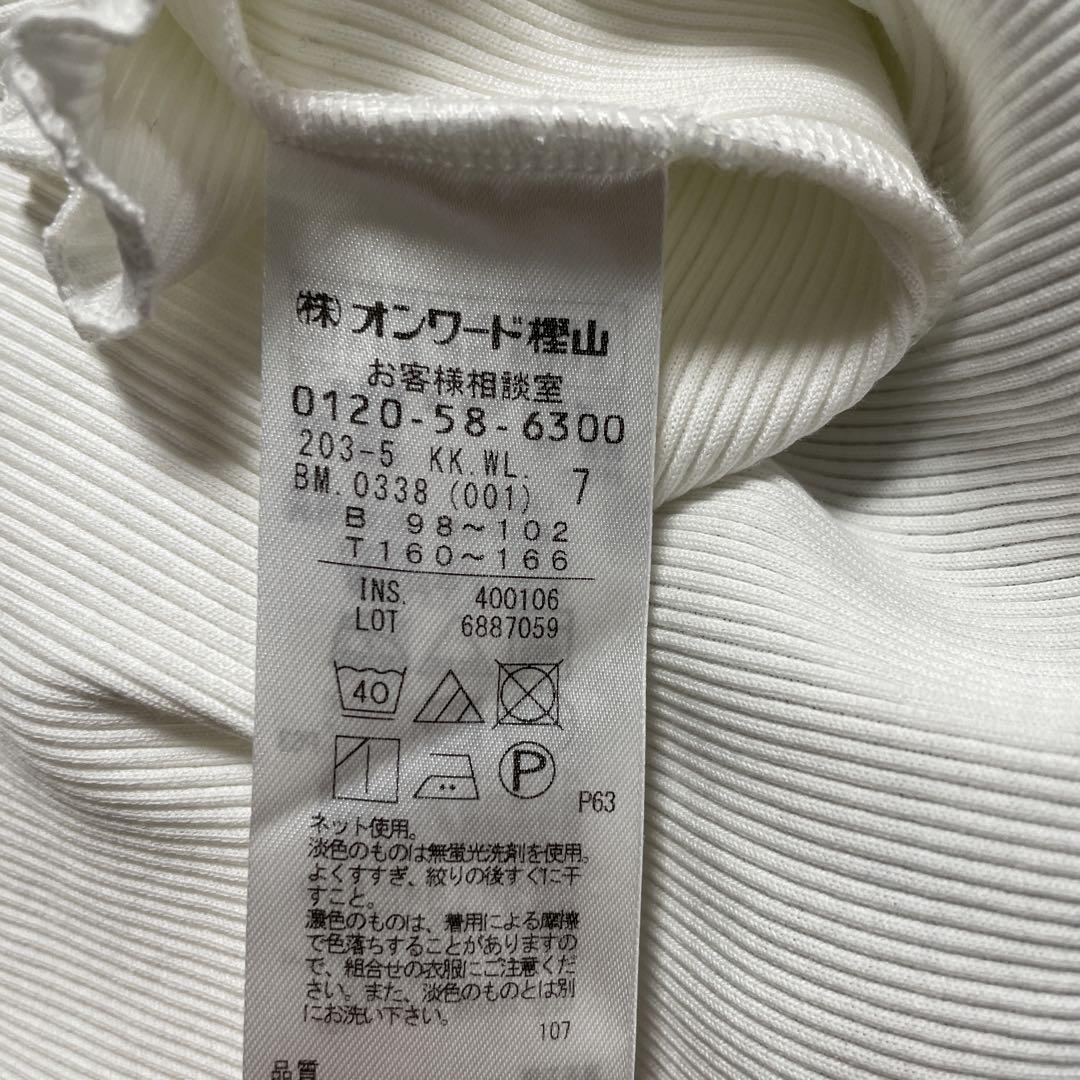 (株)オンワード樫山
お客様相談室
0120-58-6300
203-5 KK.WL. 7
BM.0338 (001)
B 98～102
T160～166
INS. 400106
LOT 6887059
40
P
P63
ネット使用。
淡色のものは無蛍光洗剤を使用。
よくすすぎ、絞りの後すぐに干
すこと。
濃色のものは、着用による摩擦
で色落ちすることがありますの
で、組合せの衣服にご注意くだ
さい。また、淡色のものとは別
にお洗い下さい。
107
品質